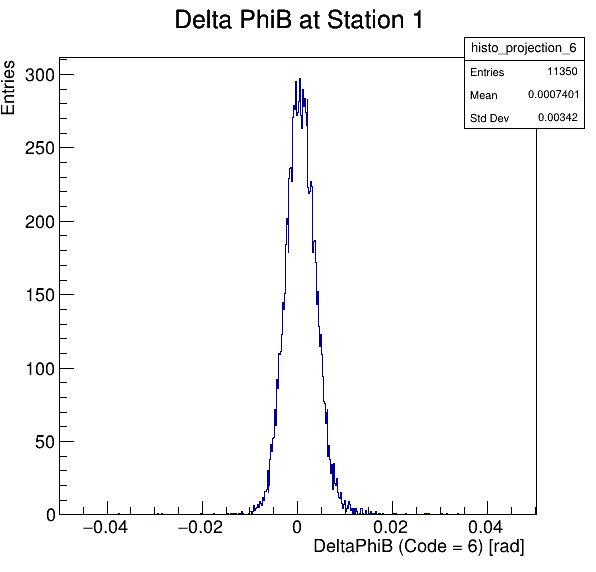 Delta PhiB at Station 1
histo_projection_6
Entries 11350
Mean 0.0007401
Std Dev 0.00342
Entries
300
250
200
150
100
50
0
−0.04 −0.02 0 0.02 0.04
DeltaPhiB (Code = 6) [rad]